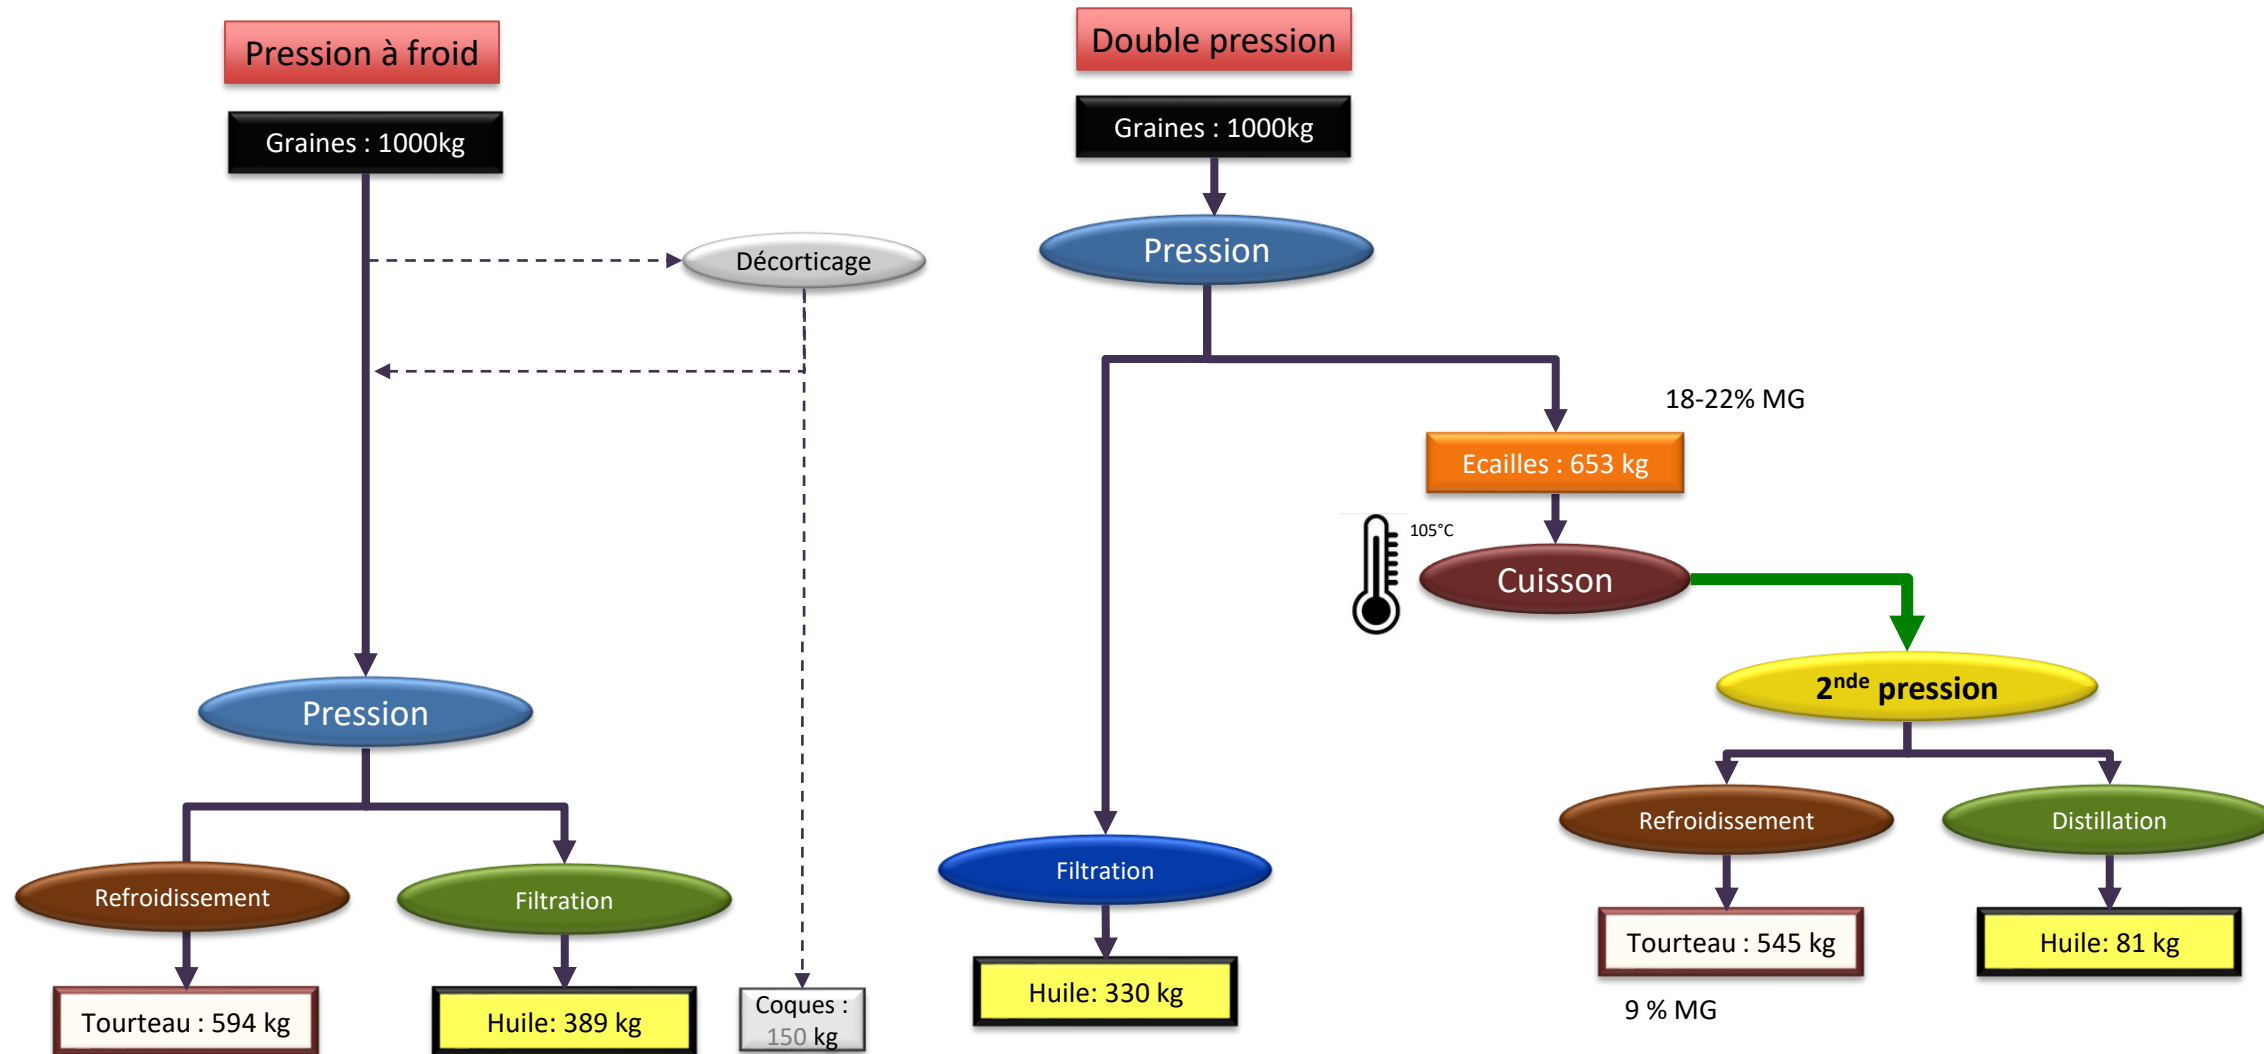 Pression à froid
Graines : 1000kg
Décorticage
Pression
Refroidissement
Filtration
Tourteau : 594 kg
Huile: 389 kg
Coques :
150 kg
Double pression
Graines : 1000kg
Pression
18-22% MG
Ecailles : 653 kg
105°C
Cuisson
2nde pression
Refroidissement
Distillation
Filtration
Tourteau : 545 kg
Huile: 81 kg
Huile: 330 kg
9 % MG